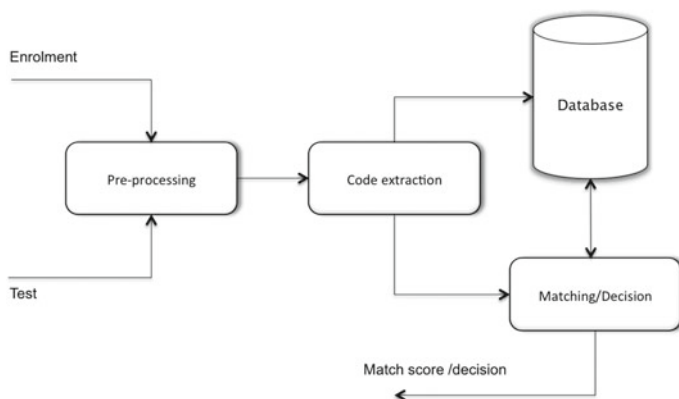 Enrolment
Database
Pre-processing
Code extraction
Test
Matching/Decision
Match score /decision